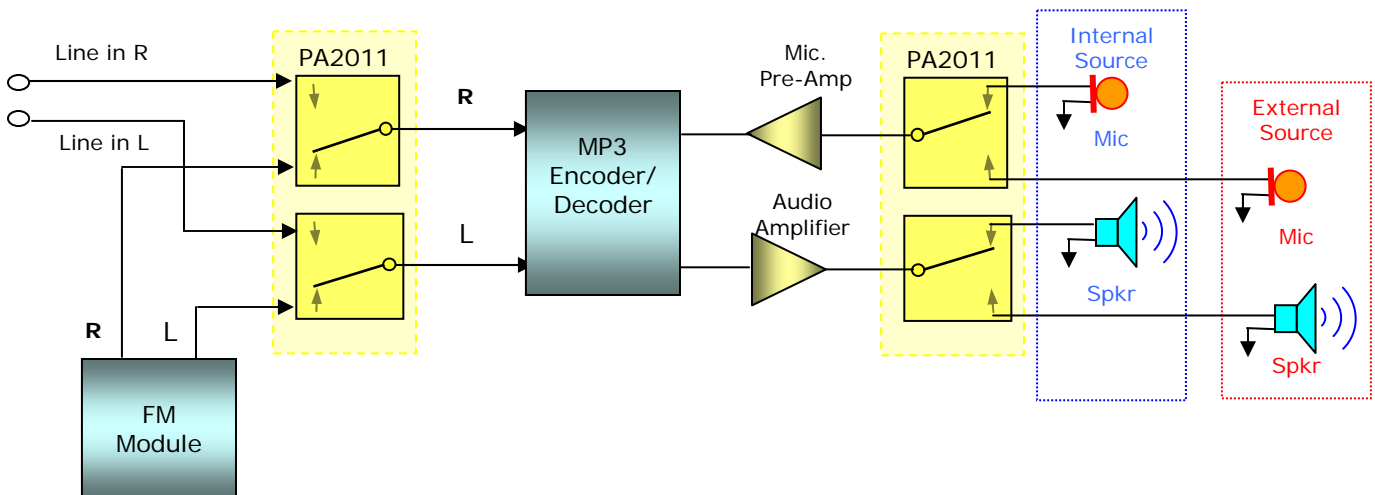 Line in R
Line in L
PA2011
R
L
R
L
FM
Module
MP3
Encoder/
Decoder
Mic.
Pre-Amp
Audio
Amplifier
PA2011
Internal
Source
Mic
Spkr
External
Source
Mic
Spkr